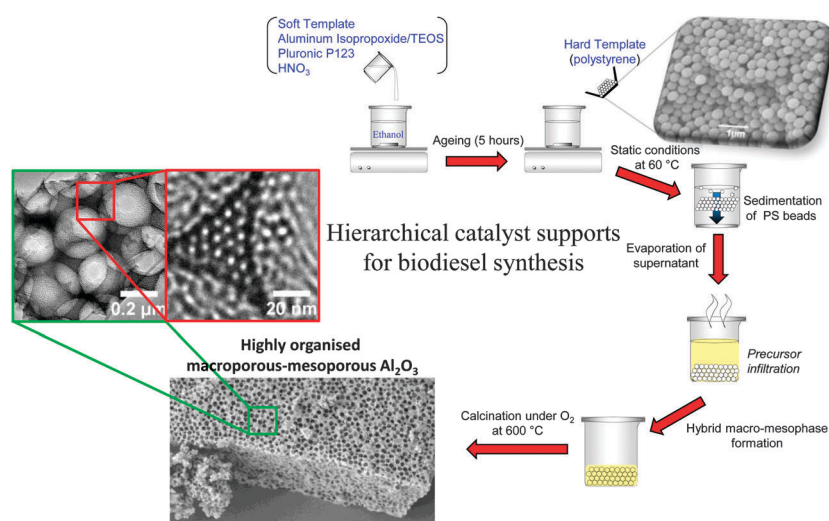 Soft Template
Aluminum Isopropoxide/TEOS
Pluronic P123
HNO₃
Hard Template
(polystyrene)
1µm
Ethanol
Ageing (5 hours)
Static conditions
at 60 °C
Sedimentation
of PS beads
Hierarchical catalyst supports
for biodiesel synthesis
Evaporation of
supernatant
0.2 µm
20 nm
Precursor
infiltration
Highly organised
macroporous-mesoporous Al₂O₃
Calcination under O₂
at 600 °C
Hybrid macro-mesophase
formation